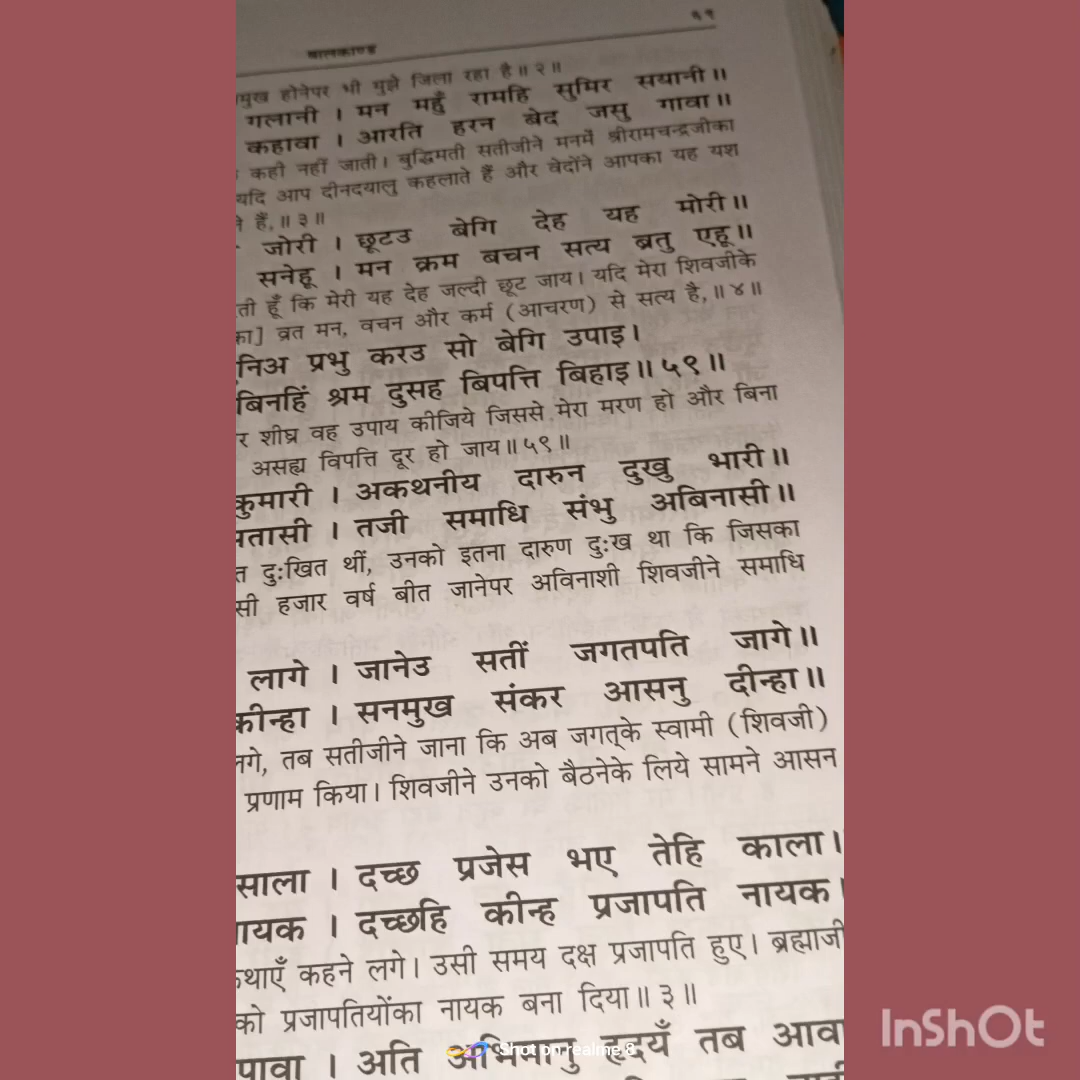 बालकाण्ड ९९
मुख होनेपर भी मुझे जिला रहा है॥२॥
गलानी । मन महुँ रामहि सुमिर सयानी॥
कहावा । आरति हरन बेद जसु गावा॥
कही नहीं जाती। बुद्धिमती सतीजीने मनमें श्रीरामचन्द्रजीका
यदि आप दीनदयालु कहलाते हैं और वेदोंने आपका यह यश
हैं,॥३॥
जोरी । छूटउ बेगि देह यह मोरी॥
सनेहू । मन क्रम बचन सत्य ब्रतु एहू॥
ती हूँ कि मेरी यह देह जल्दी छूट जाय। यदि मेरा शिवजीके
का] व्रत मन, वचन और कर्म (आचरण) से सत्य है,॥४॥
निअ प्रभु करउ सो बेगि उपाइ।
बिनहिं श्रम दुसह बिपत्ति बिहाइ॥५९॥
र शीघ्र वह उपाय कीजिये जिससे मेरा मरण हो और बिना
असह्य विपत्ति दूर हो जाय॥५९॥
कुमारी । अकथनीय दारुन दुखु भारी॥
तासी । तजी समाधि संभु अबिनासी॥
त दुःखित थीं, उनको इतना दारुण दुःख था कि जिसका
सी हजार वर्ष बीत जानेपर अविनाशी शिवजीने समाधि
लागे । जानेउ सतीं जगतपति जागे॥
कीन्हा । सनमुख संकर आसनु दीन्हा॥
लगे, तब सतीजीने जाना कि अब जगत्‌के स्वामी (शिवजी)
प्रणाम किया। शिवजीने उनको बैठनेके लिये सामने आसन
साला । दच्छ प्रजेस भए तेहि काला।
ायक । दच्छहि कीन्ह प्रजापति नायक।
कथाएँ कहने लगे। उसी समय दक्ष प्रजापति हुए। ब्रह्माजी
को प्रजापतियोंका नायक बना दिया॥३॥
पावा । अति अभिमानु हृदयँ तब आवा
Shot on realme 8
InShOt